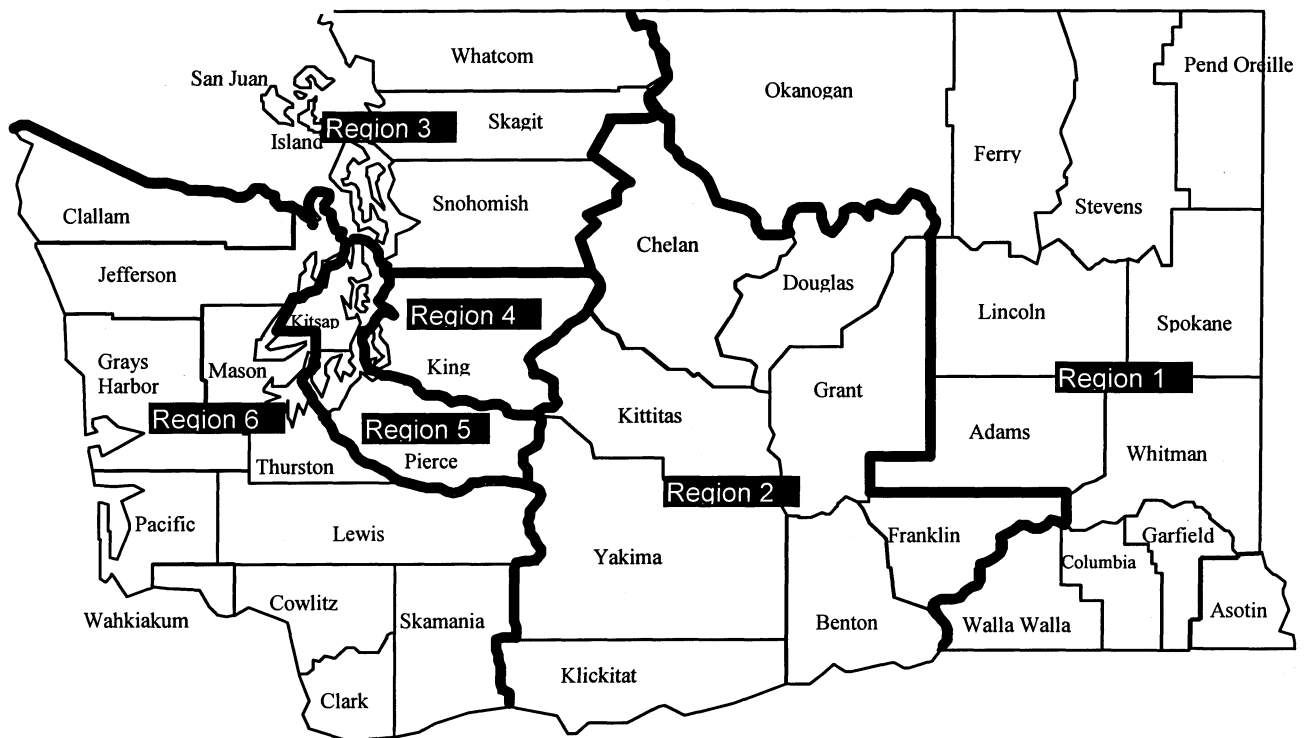 Whatcom
Pend Oreille
San Juan
Okanogan
Region 3
Skagit
Island
Ferry
Snohomish
Stevens
Clallam
Chelan
Jefferson
Douglas
Region 4
Lincoln
Kitsap
Spokane
Grays
Harbor
Mason
King
Region 1
Grant
Region 6
Kittitas
Region 5
Adams
Whitman
Thurston
Pierce
Region 2
Pacific
Lewis
Franklin
Garfield
Yakima
Columbia
Cowlitz
Wahkiakum
Skamania
Benton
Walla Walla
Asotin
Klickitat
Clark